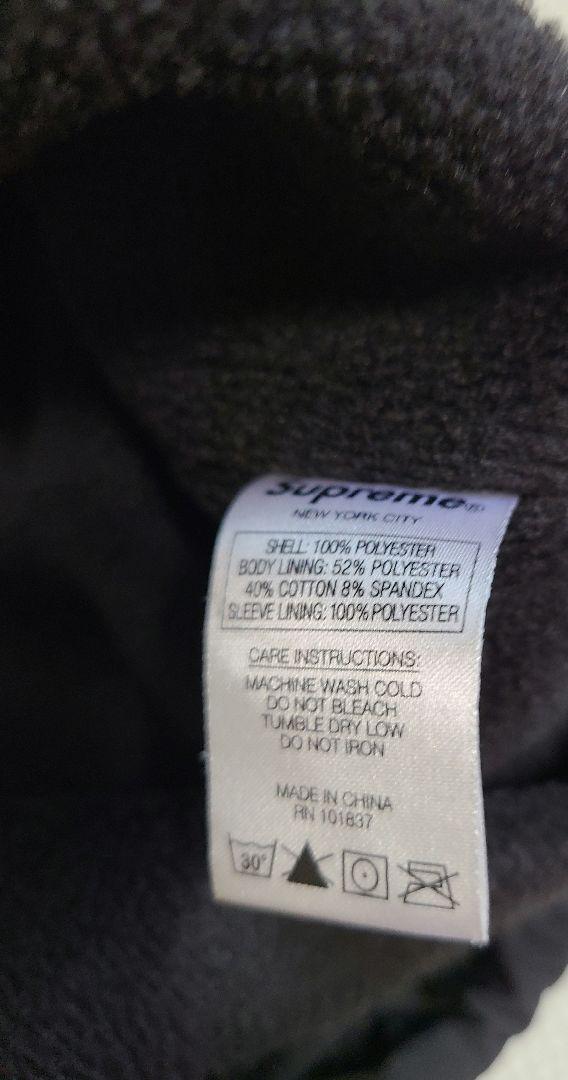 Supreme®
NEW YORK CITY
SHELL: 100% POLYESTER
BODY LINING: 52% POLYESTER
40% COTTON 8% SPANDEX
SLEEVE LINING: 100% POLYESTER
CARE INSTRUCTIONS:
MACHINE WASH COLD
DO NOT BLEACH
TUMBLE DRY LOW
DO NOT IRON
MADE IN CHINA
RN 101837
30°